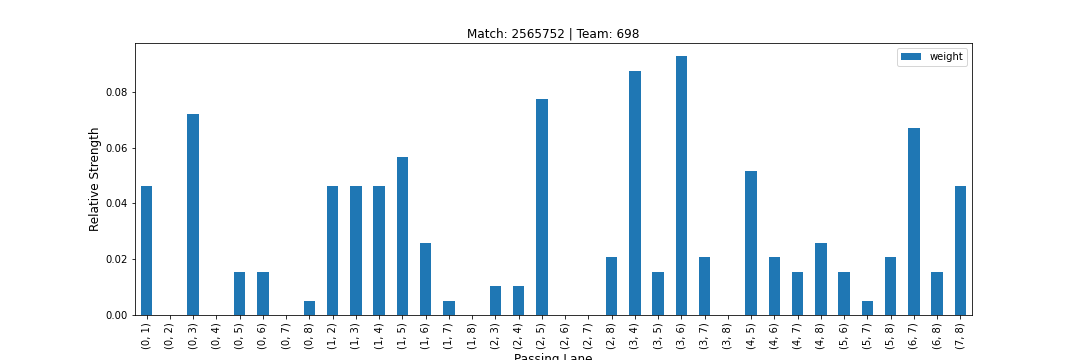 Match: 2565752 | Team: 698
weight
Relative Strength
0.08
0.06
0.04
0.02
0.00
(0, 1) (0, 2) (0, 3) (0, 4) (0, 5) (0, 6) (0, 7) (0, 8) (1, 2) (1, 3) (1, 4) (1, 5) (1, 6) (1, 7) (1, 8) (2, 3) (2, 4) (2, 5) (2, 6) (2, 7) (2, 8) (3, 4) (3, 5) (3, 6) (3, 7) (3, 8) (4, 5) (4, 6) (4, 7) (4, 8) (5, 6) (5, 7) (5, 8) (6, 7) (6, 8) (7, 8)
Passing Lane